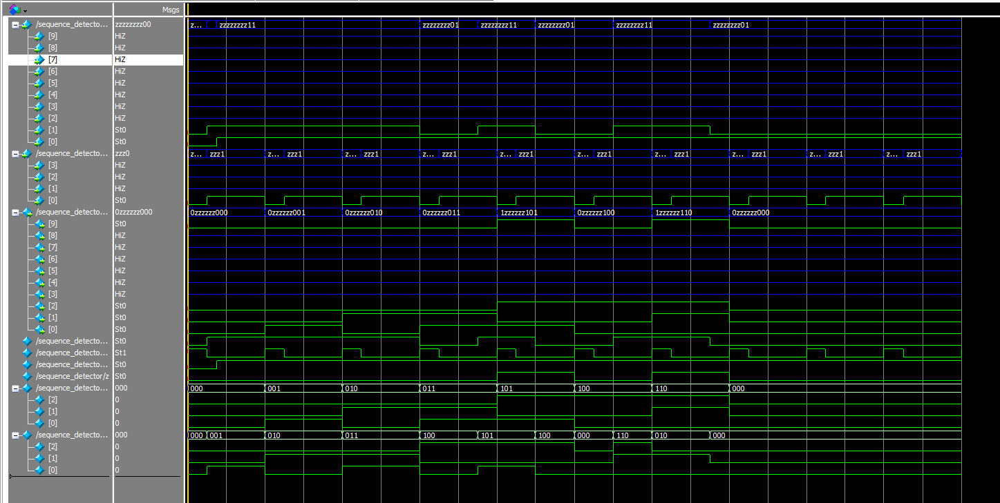 Msgs
/sequence_detecto... zzzzzzzz00 z... zzzzzzzz11 zzzzzzzz01 zzzzzzzz11 zzzzzzzz01 zzzzzzzz11 zzzzzzzz01
[9] HiZ
[8] HiZ
[7] HiZ
[6] HiZ
[5] HiZ
[4] HiZ
[3] HiZ
[2] HiZ
[1] St0
[0] St0
/sequence_detecto... zzz0 z... zzz1 z... zzz1 z... zzz1 z... zzz1 z... zzz1 z... zzz1 z... zzz1 z... zzz1 z... zzz1 z... zzz1
[3] HiZ
[2] HiZ
[1] HiZ
[0] St0
/sequence_detecto... 0zzzzzz000 0zzzzzz000 0zzzzzz001 0zzzzzz010 0zzzzzz011 1zzzzzz101 0zzzzzz100 1zzzzzz110 0zzzzzz000
[9] St0
[8] HiZ
[7] HiZ
[6] HiZ
[5] HiZ
[4] HiZ
[3] HiZ
[2] St0
[1] St0
[0] St0
/sequence_detecto... St0
/sequence_detecto... St1
/sequence_detecto... St0
/sequence_detector/z St0
/sequence_detecto... 000 000 001 010 011 101 100 110 000
[2] 0
[1] 0
[0] 0
/sequence_detecto... 000 000 001 010 011 100 101 100 000 110 010 000
[2] 0
[1] 0
[0] 0